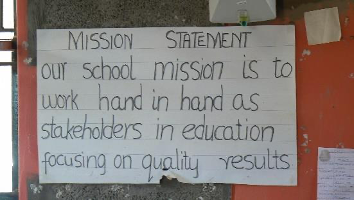 MISSION STATEMENT
our school mission is to
work hand in hand as
stakeholders in education
focusing on quality results